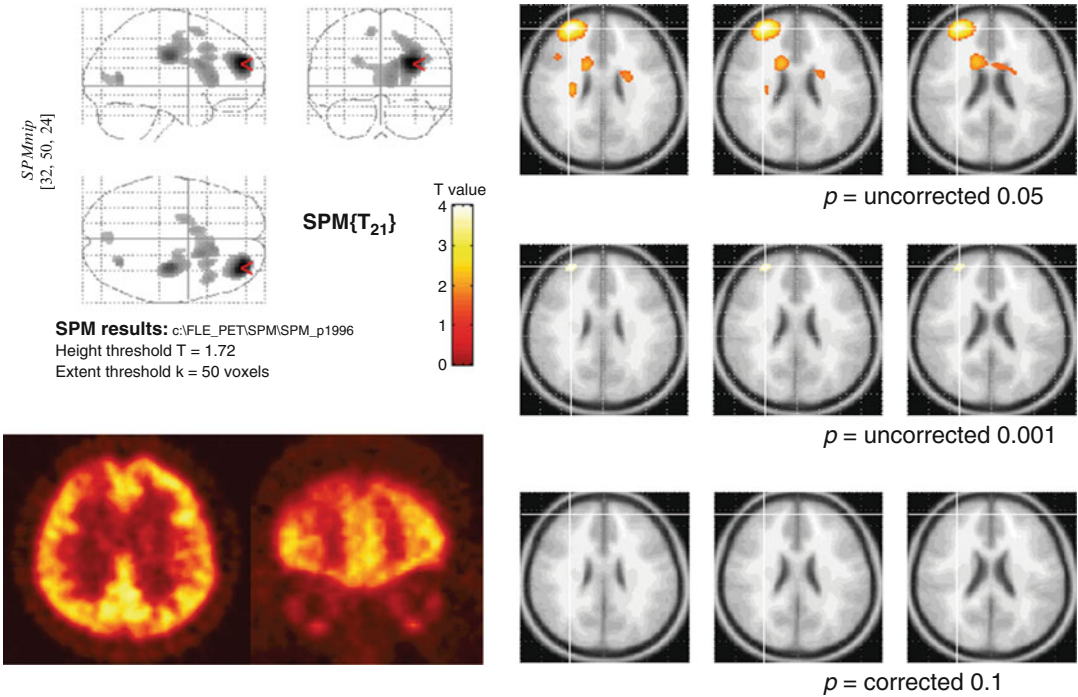 SPMmip
[32, 50, 24]
SPM{T21}
T value
4
3
2
1
0
SPM results: c:\FLE_PET\SPM\SPM_p1996
Height threshold T = 1.72
Extent threshold k = 50 voxels
p = uncorrected 0.05
p = uncorrected 0.001
p = corrected 0.1